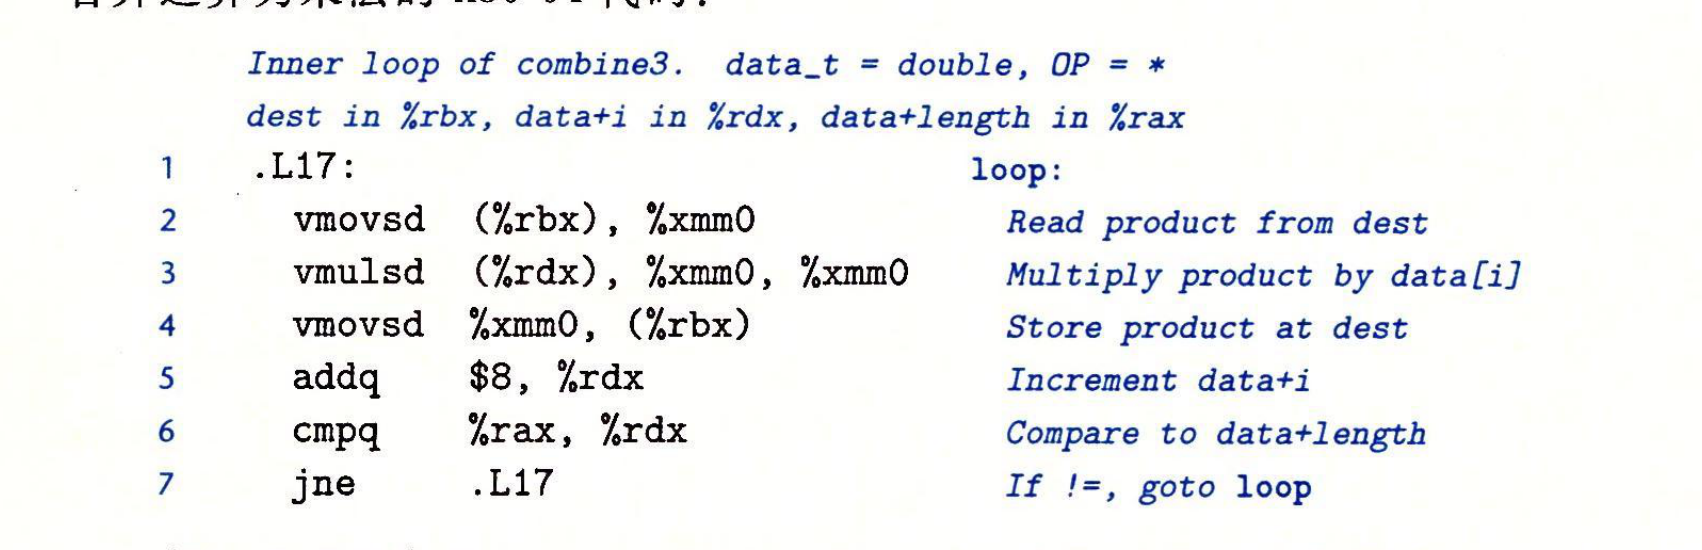 Inner loop of combine3. data_t = double, OP = *
dest in %rbx, data+i in %rdx, data+length in %rax
1 .L17: loop:
2 vmovsd (%rbx), %xmm0 Read product from dest
3 vmulsd (%rdx), %xmm0, %xmm0 Multiply product by data[i]
4 vmovsd %xmm0, (%rbx) Store product at dest
5 addq $8, %rdx Increment data+i
6 cmpq %rax, %rdx Compare to data+length
7 jne .L17 If !=, goto loop